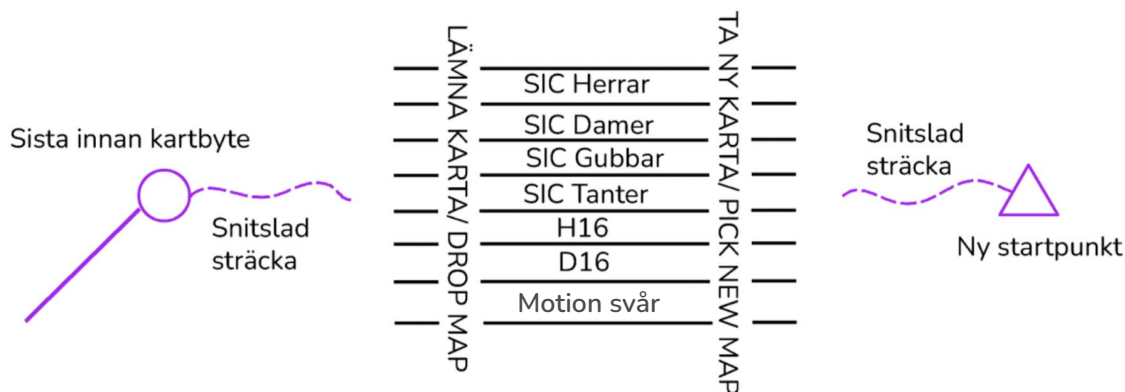 Sista innan kartbyte
Snitslad
sträcka
LÄMNA KARTA/ DROP MAP
SIC Herrar
SIC Damer
SIC Gubbar
SIC Tanter
H16
D16
Motion svår
TA NY KARTA/ PICK NEW MAP
Snitslad
sträcka
Ny startpunkt